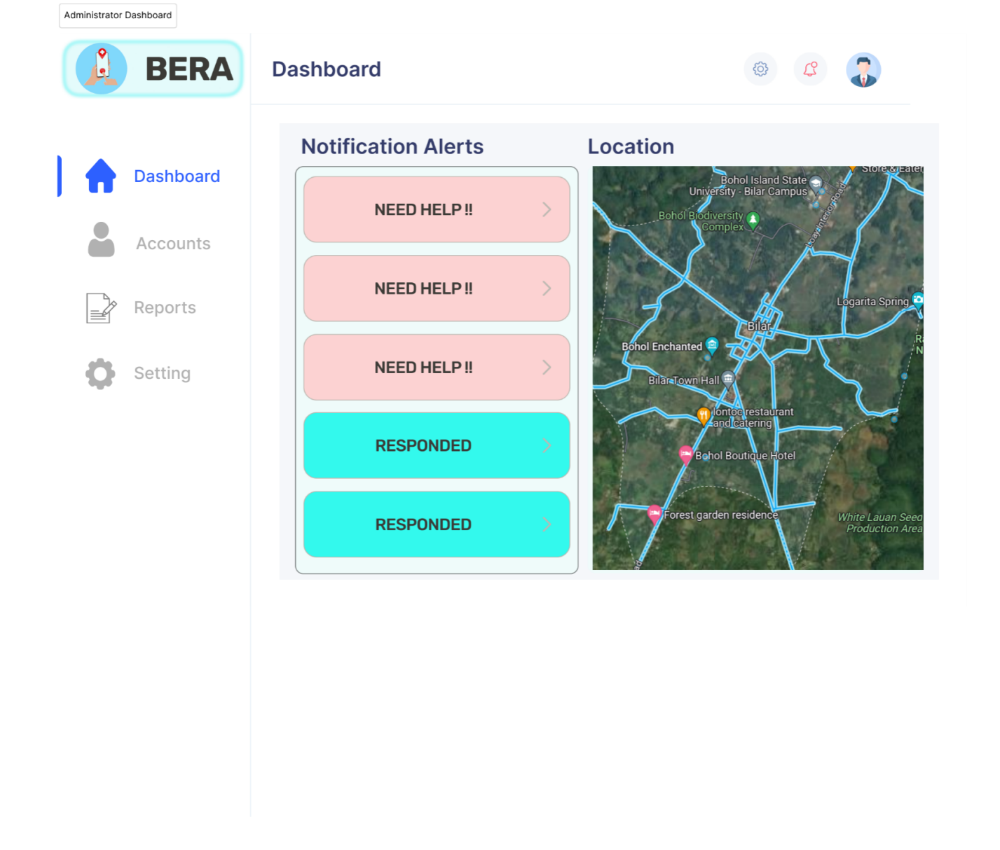 Administrator Dashboard
BERA
Dashboard
Dashboard
Accounts
Reports
Setting
Notification Alerts
NEED HELP !!
NEED HELP !!
NEED HELP !!
RESPONDED
RESPONDED
Location
Store & Eater
Bohol Island State
University - Bilar Campus
Bohol Biodiversity
Complex
Loay Interior Road
Logarita Spring
Bilar
Bohol Enchanted
R
N
Bilar Town Hall
lontoc restaurant
and catering
Bohol Boutique Hotel
Forest garden residence
White Lauan Seed
Production Area
ad